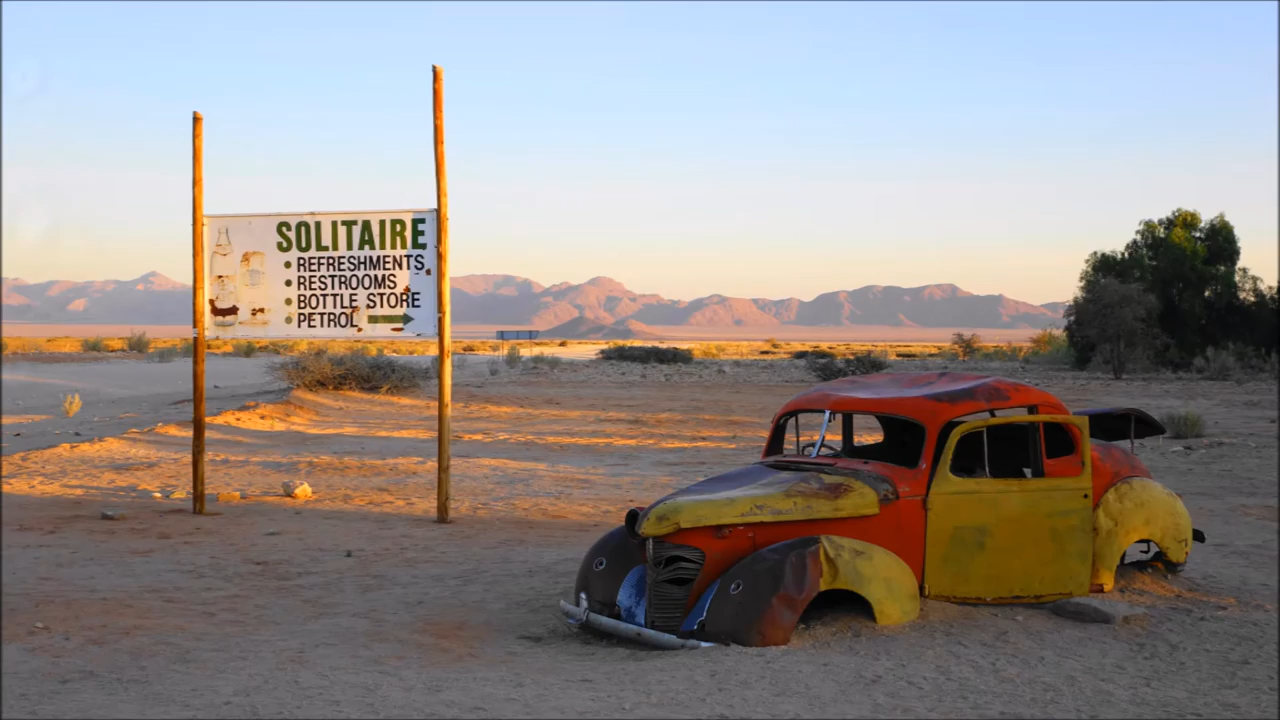 SOLITAIRE
• REFRESHMENTS
• RESTROOMS
• BOTTLE STORE
• PETROL